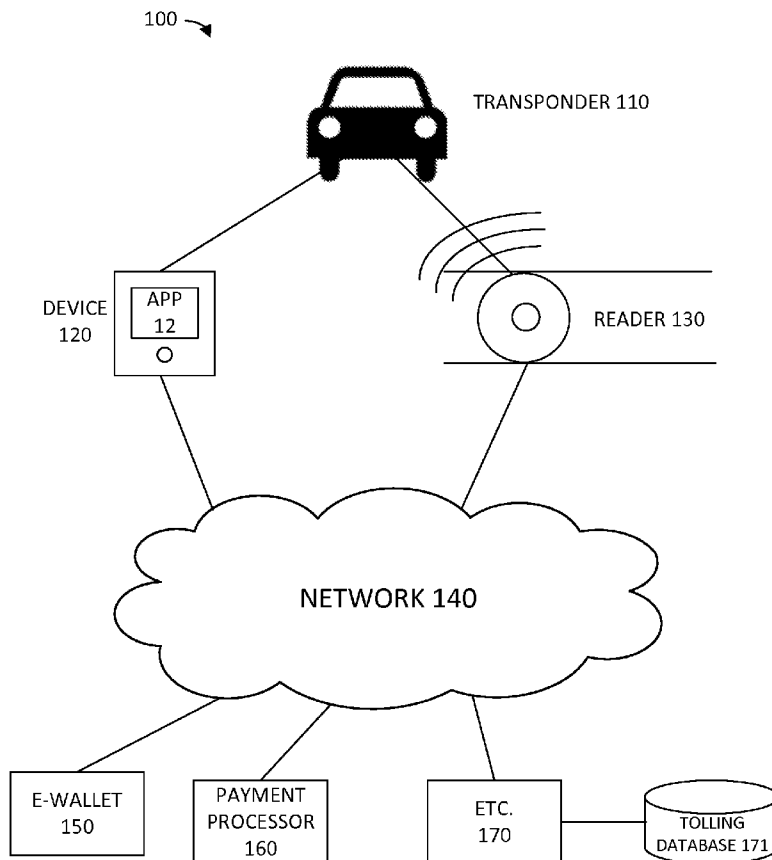 100
TRANSPONDER 110
DEVICE
120
APP
12
READER 130
NETWORK 140
E-WALLET
150
PAYMENT
PROCESSOR
160
ETC.
170
TOLLING
DATABASE 171